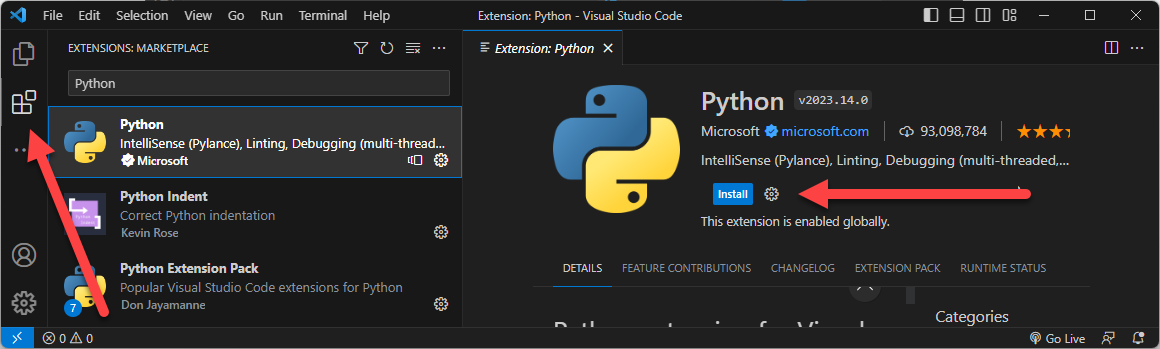 File Edit Selection View Go Run Terminal Help Extension: Python - Visual Studio Code
EXTENSIONS: MARKETPLACE
Python
Python
IntelliSense (Pylance), Linting, Debugging (multi-thread...
Microsoft
Python Indent
Correct Python indentation
Kevin Rose
Python Extension Pack
Popular Visual Studio Code extensions for Python
Don Jayamanne
7
Extension: Python
Python v2023.14.0
Microsoft microsoft.com 93,098,784
IntelliSense (Pylance), Linting, Debugging (multi-threaded,...
Install
This extension is enabled globally.
DETAILS FEATURE CONTRIBUTIONS CHANGELOG EXTENSION PACK RUNTIME STATUS
Categories
0 0 Go Live